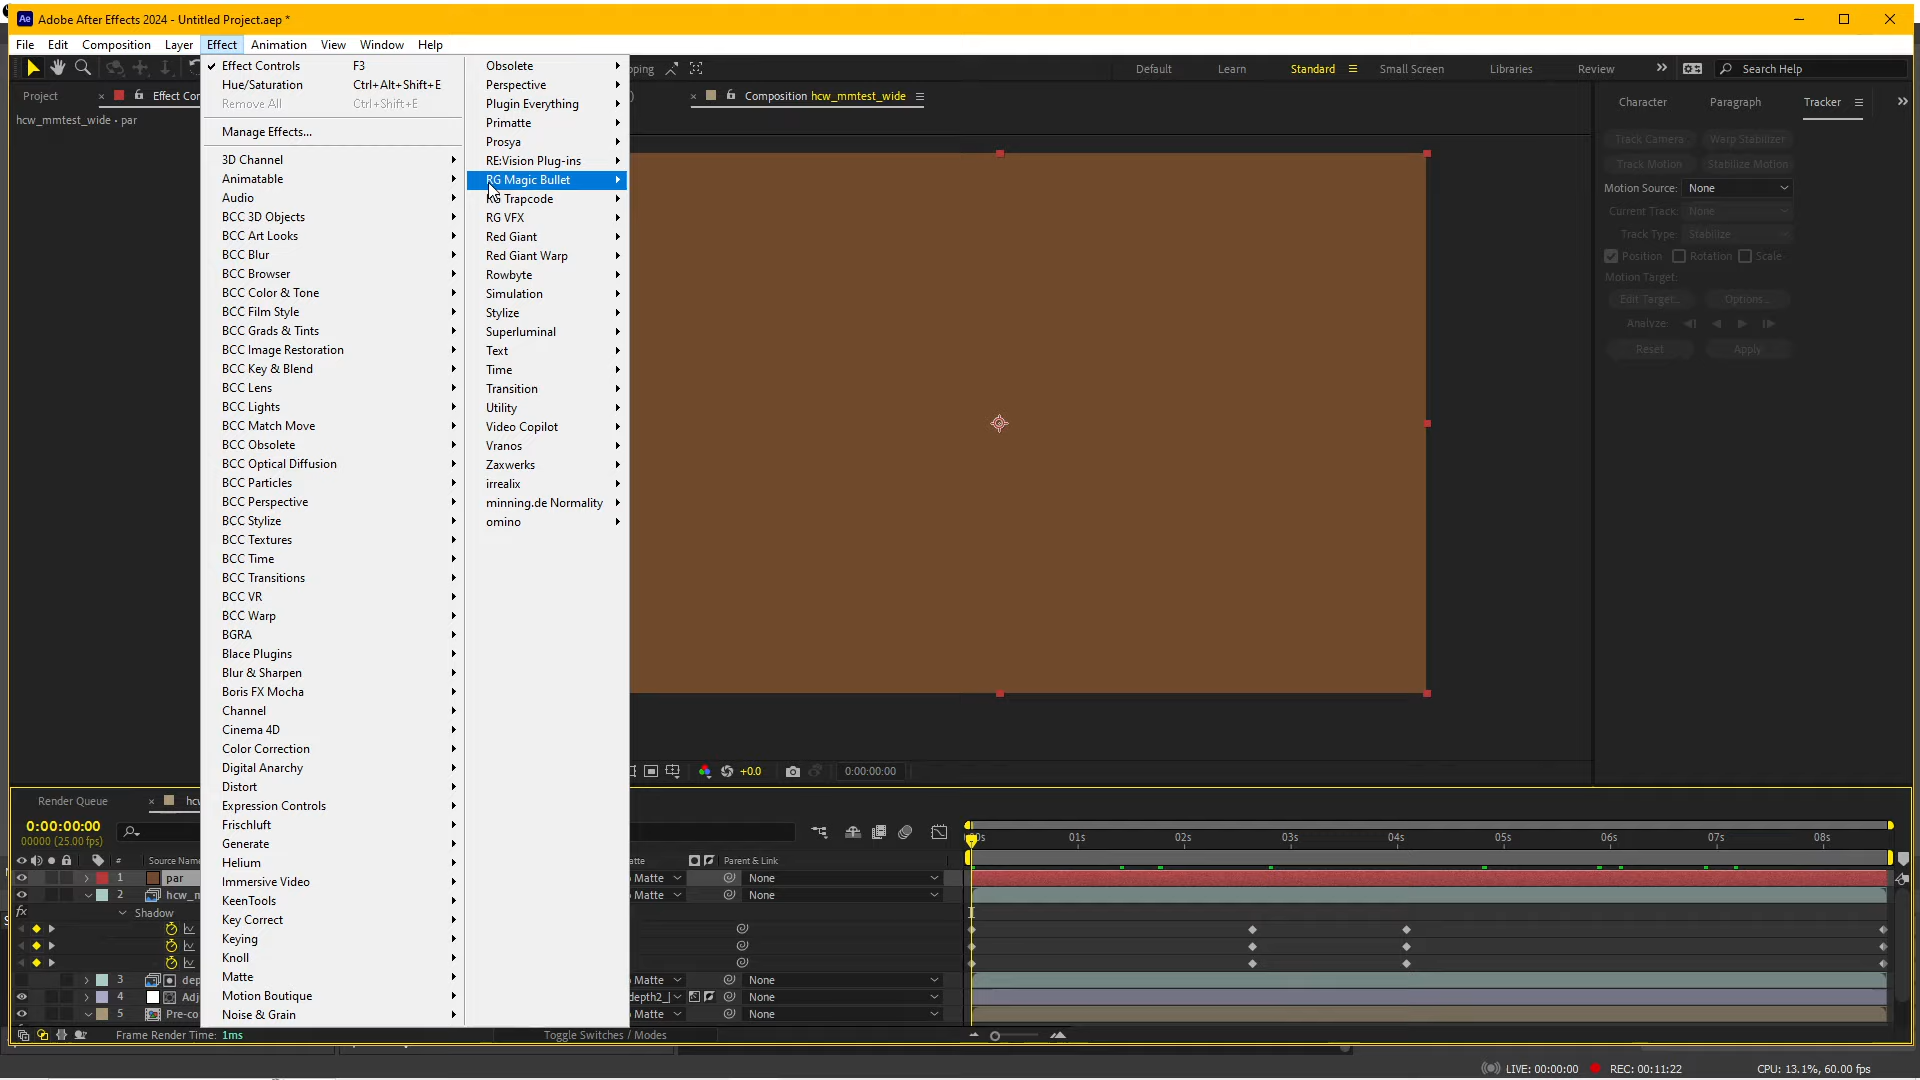 Adobe After Effects 2024 - Untitled Project.aep *
File Edit Composition Layer Effect Animation View Window Help
Default Learn Standard Small Screen Libraries Review Search Help
Project
Composition hcw_mmtest_wide
Character Paragraph Tracker
hcw_mmtest_wide • par
Effect Controls F3
Hue/Saturation Ctrl+Alt+Shift+E
Remove All Ctrl+Shift+E
Manage Effects...
3D Channel
Animatable
Audio
BCC 3D Objects
BCC Art Looks
BCC Blur
BCC Browser
BCC Color & Tone
BCC Film Style
BCC Grads & Tints
BCC Image Restoration
BCC Key & Blend
BCC Lens
BCC Lights
BCC Match Move
BCC Obsolete
BCC Optical Diffusion
BCC Particles
BCC Perspective
BCC Stylize
BCC Textures
BCC Time
BCC Transitions
BCC VR
BCC Warp
BGRA
Blace Plugins
Blur & Sharpen
Boris FX Mocha
Channel
Cinema 4D
Color Correction
Digital Anarchy
Distort
Expression Controls
Frischluft
Generate
Helium
Immersive Video
KeenTools
Key Correct
Keying
Knoll
Matte
Motion Boutique
Noise & Grain
Obsolete
Perspective
Plugin Everything
Primatte
Prosya
RE:Vision Plug-ins
RG Magic Bullet
RG Trapcode
RG VFX
Red Giant
Red Giant Warp
Rowbyte
Simulation
Stylize
Superluminal
Text
Time
Transition
Utility
Video Copilot
Vranos
Zaxwerks
irrealix
minning.de Normality
omino
Track Camera Warp Stabilizer
Track Motion Stabilize Motion
Motion Source: None
Current Track: None
Track Type: Stabilize
Position Rotation Scale
Motion Target:
Edit Target... Options...
Analyze:
Reset Apply
+0.0 0:00:00:00
Render Queue
0:00:00:00
00000 (25.00 fps)
01s 02s 03s 04s 05s 06s 07s 08s
# Source Name Parent & Link
1 par Matte None
2 Matte None
Shadow
3 Matte None
4 None
5 Matte None
Frame Render Time: 1ms
Toggle Switches / Modes
LIVE: 00:00:00 REC: 00:11:22 CPU: 13.1%, 60.00 fps